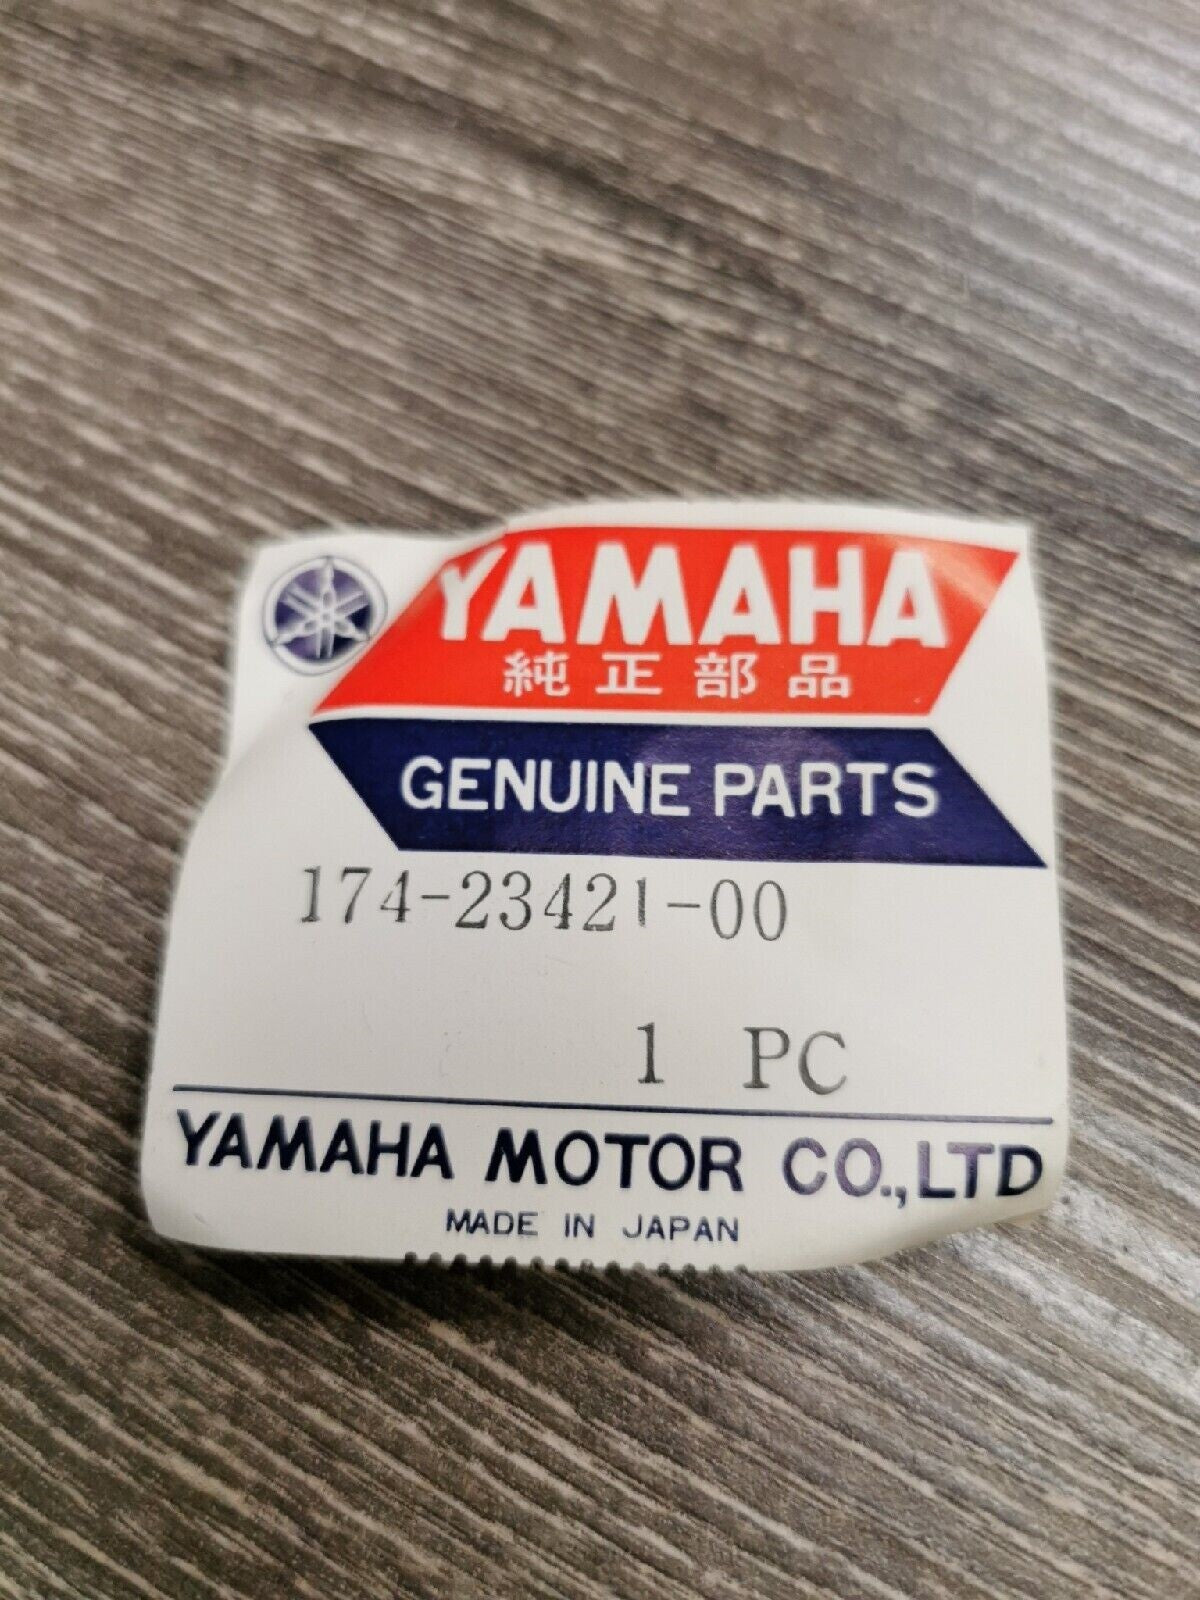 YAMAHA
純正部品
GENUINE PARTS
174-23421-00
1 PC
YAMAHA MOTOR CO.,LTD
MADE IN JAPAN